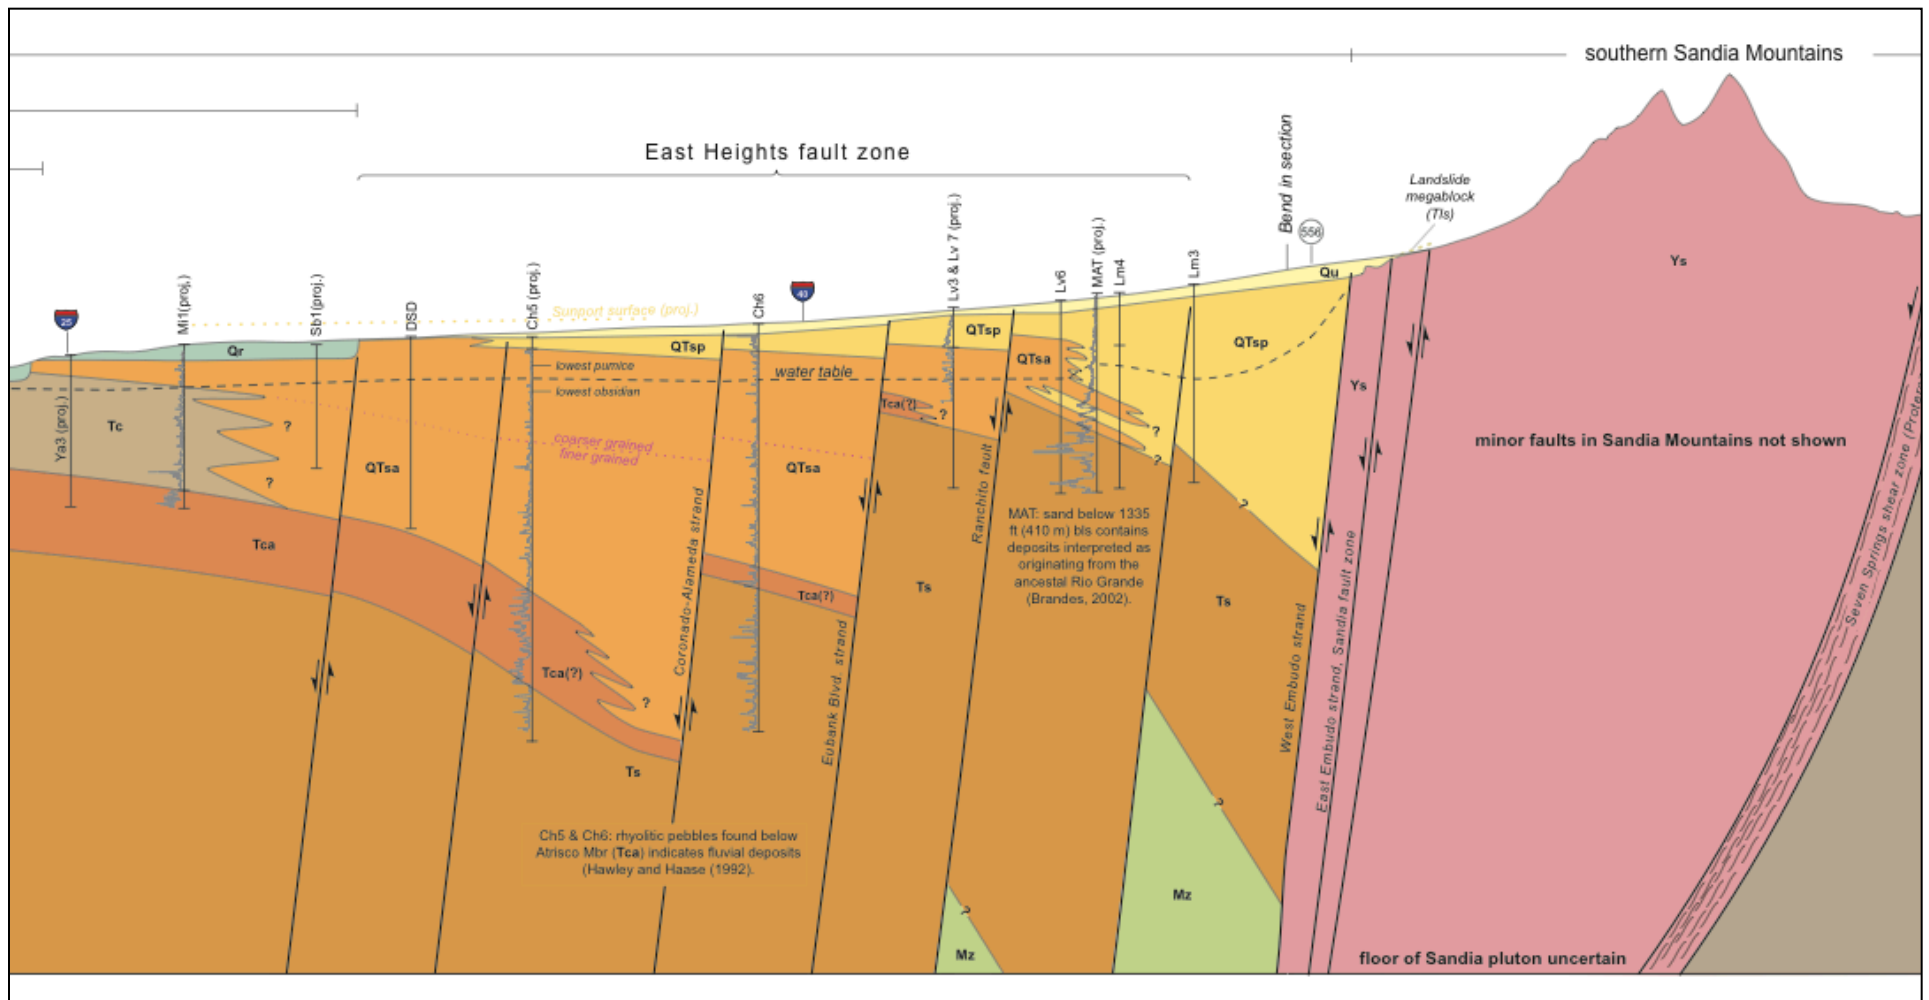 southern Sandia Mountains
East Heights fault zone
Bend in section
556
Landslide
megablock
(Tls)
25
Mi1(proj,)
Sb1(proj.)
DSD
Ch5 (proj.)
Sunport surface (proj.)
Ch6
40
Lv3 & Lv 7 (proj.)
Lv6
MAT (proj.)
Lm4
Lm3
Qu
Ys
Qr
QTsp
QTsp
QTsp
QTsa
lowest pumice
water table
lowest obsidian
Ya3 (proj.)
Tc
?
?
QTsa
coarser grained
finer grained
QTsa
Tca(?)
?
?
?
?
Ys
minor faults in Sandia Mountains not shown
Seven Springs shear zone (Proter
Tca
Coronado-Alameda strand
Ranchito fault
MAT: sand below 1335
ft (410 m) bls contains
deposits interpreted as
originating from the
ancestral Rio Grande
(Brandes, 2002).
Ts
Ts
Tca(?)
Tca(?)
?
Eubank Blvd. strand
West Embudo strand
East Embudo strand, Sandia fault zone
Ts
Ch5 & Ch6: rhyolitic pebbles found below
Atrisco Mbr (Tca) indicates fluvial deposits
(Hawley and Haase (1992).
?
?
Mz
Mz
floor of Sandia pluton uncertain